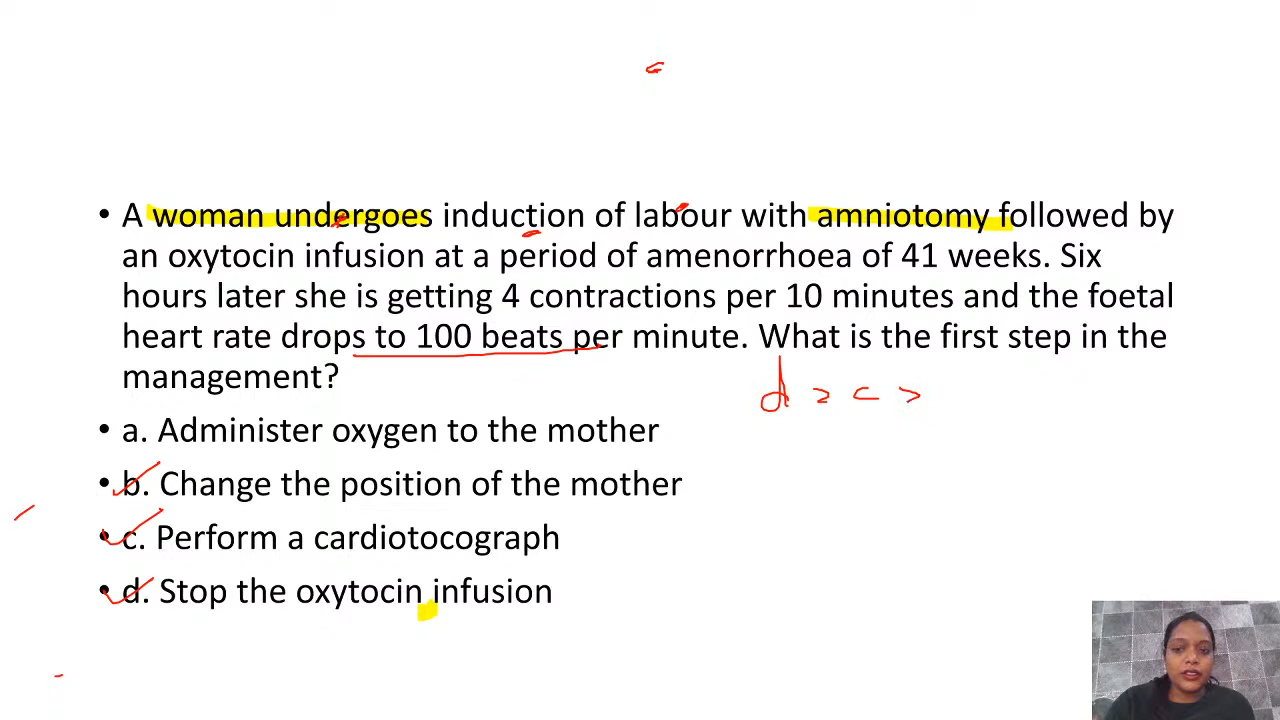 • A woman undergoes induction of labour with amniotomy followed by
an oxytocin infusion at a period of amenorrhoea of 41 weeks. Six
hours later she is getting 4 contractions per 10 minutes and the foetal
heart rate drops to 100 beats per minute. What is the first step in the
management?
d > c >
• a. Administer oxygen to the mother
• b. Change the position of the mother
• c. Perform a cardiotocograph
• d. Stop the oxytocin infusion